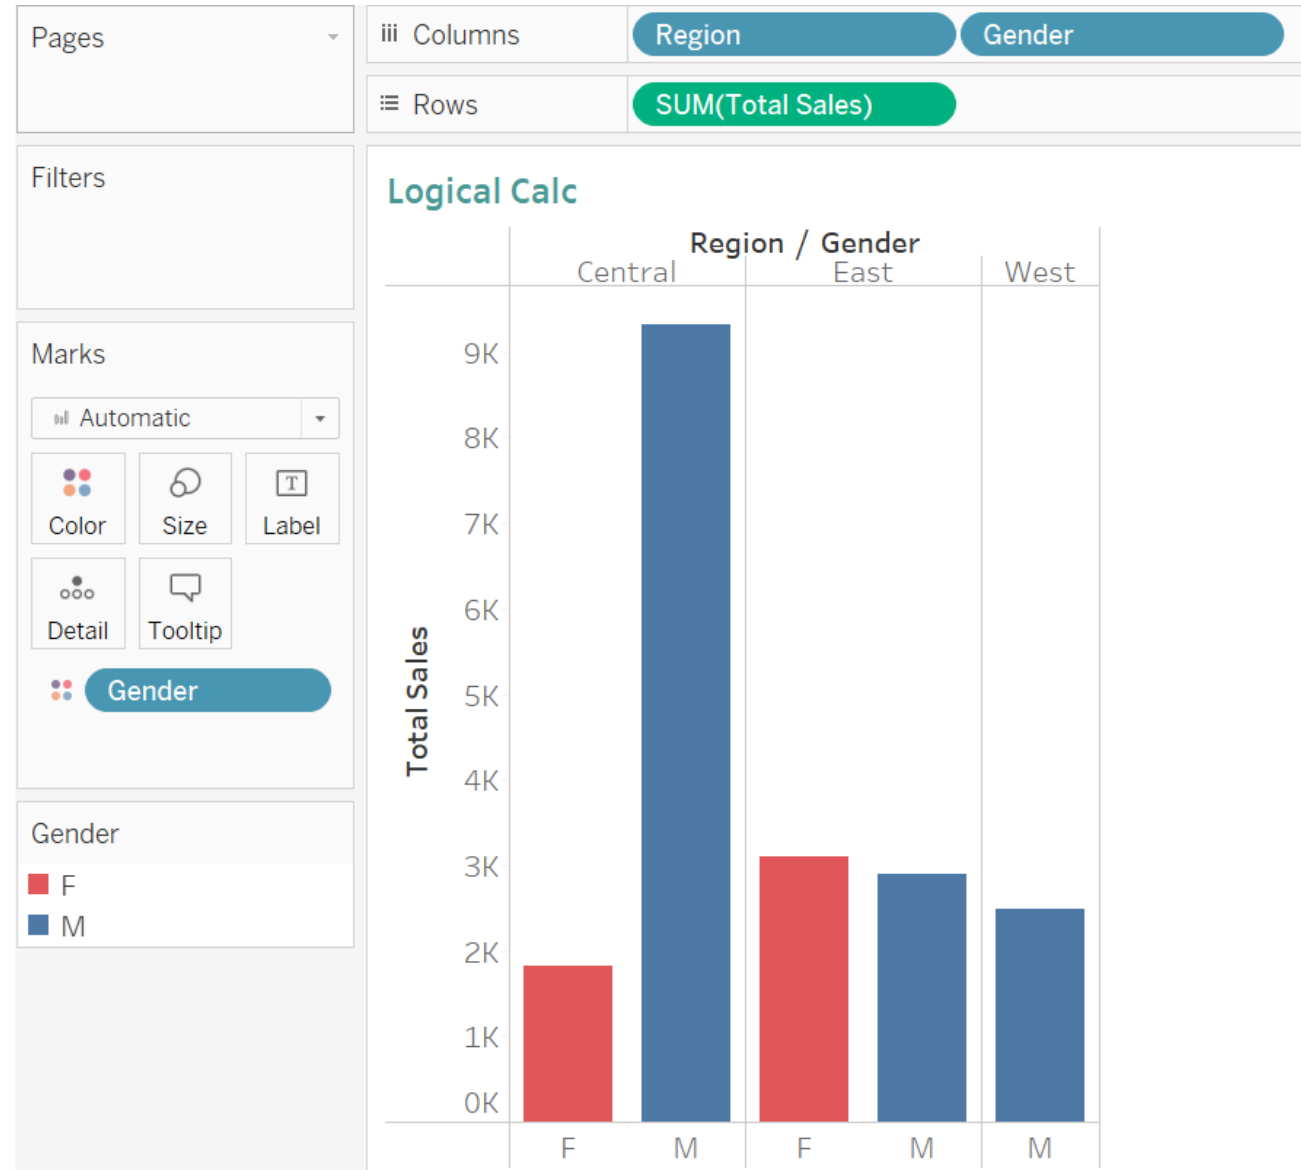 Pages
Columns Region Gender
Rows SUM(Total Sales)
Filters
Marks
Automatic
Color Size Label
Detail Tooltip
Gender
Gender
F
M
Logical Calc
Region / Gender
Central East West
Total Sales
9K
8K
7K
6K
5K
4K
3K
2K
1K
0K
F M F M M